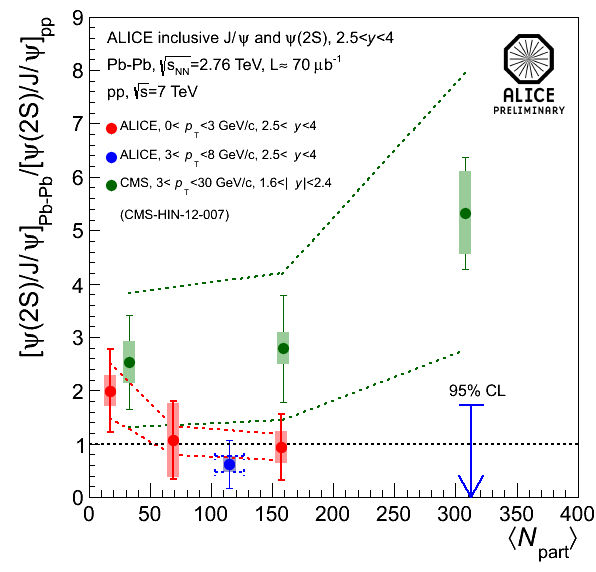 ALICE inclusive J/ψ and ψ(2S), 2.5<y<4
Pb-Pb, √sNN=2.76 TeV, L≈ 70 μb-1
pp, √s=7 TeV
ALICE, 0< pT<3 GeV/c, 2.5< y<4
ALICE, 3< pT<8 GeV/c, 2.5< y<4
CMS, 3< pT<30 GeV/c, 1.6<| y|<2.4
(CMS-HIN-12-007)
ALICE
PRELIMINARY
[ψ(2S)/J/ψ]Pb-Pb/[ψ(2S)/J/ψ]pp
9
8
7
6
5
4
3
2
1
0
95% CL
0 50 100 150 200 250 300 350 400
⟨Npart⟩